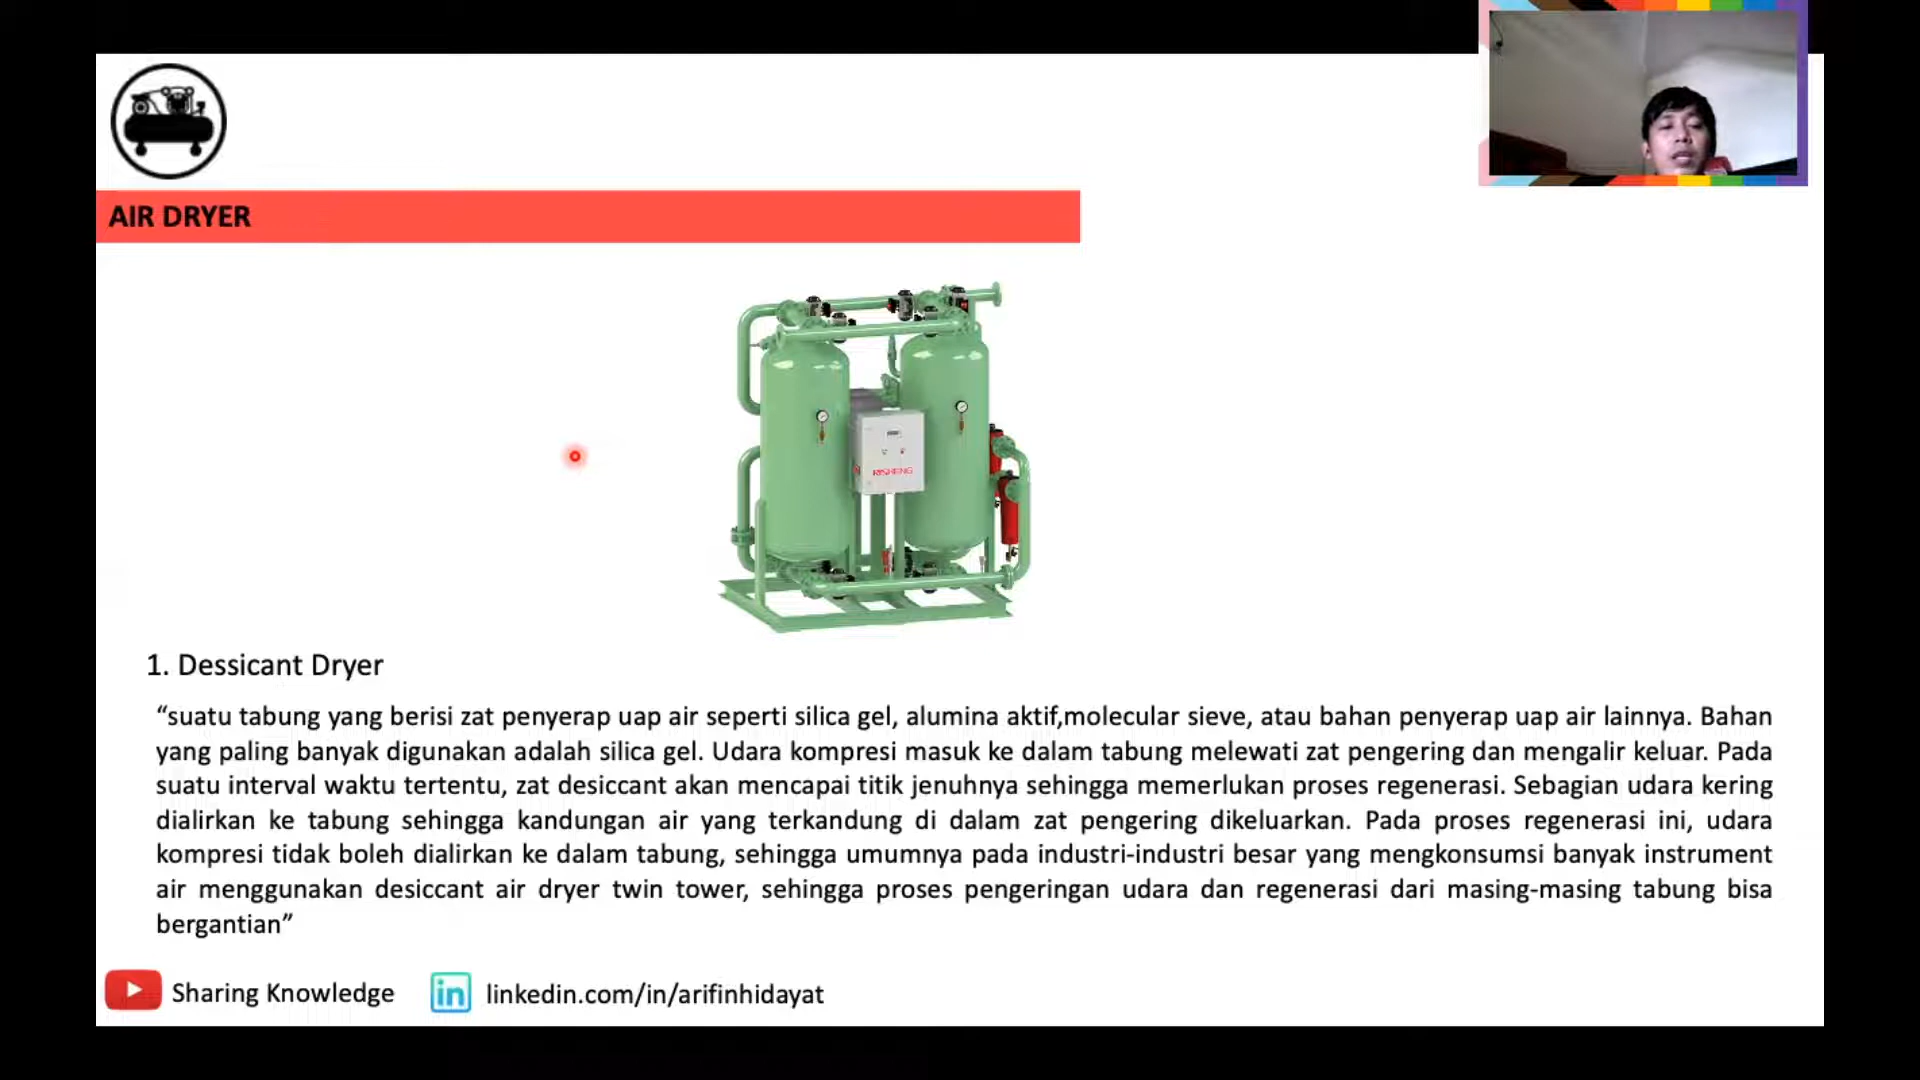 AIR DRYER
RISHENG
1. Dessicant Dryer
“suatu tabung yang berisi zat penyerap uap air seperti silica gel, alumina aktif,molecular sieve, atau bahan penyerap uap air lainnya. Bahan
yang paling banyak digunakan adalah silica gel. Udara kompresi masuk ke dalam tabung melewati zat pengering dan mengalir keluar. Pada
suatu interval waktu tertentu, zat desiccant akan mencapai titik jenuhnya sehingga memerlukan proses regenerasi. Sebagian udara kering
dialirkan ke tabung sehingga kandungan air yang terkandung di dalam zat pengering dikeluarkan. Pada proses regenerasi ini, udara
kompresi tidak boleh dialirkan ke dalam tabung, sehingga umumnya pada industri-industri besar yang mengkonsumsi banyak instrument
air menggunakan desiccant air dryer twin tower, sehingga proses pengeringan udara dan regenerasi dari masing-masing tabung bisa
bergantian”
Sharing Knowledge
in linkedin.com/in/arifinhidayat